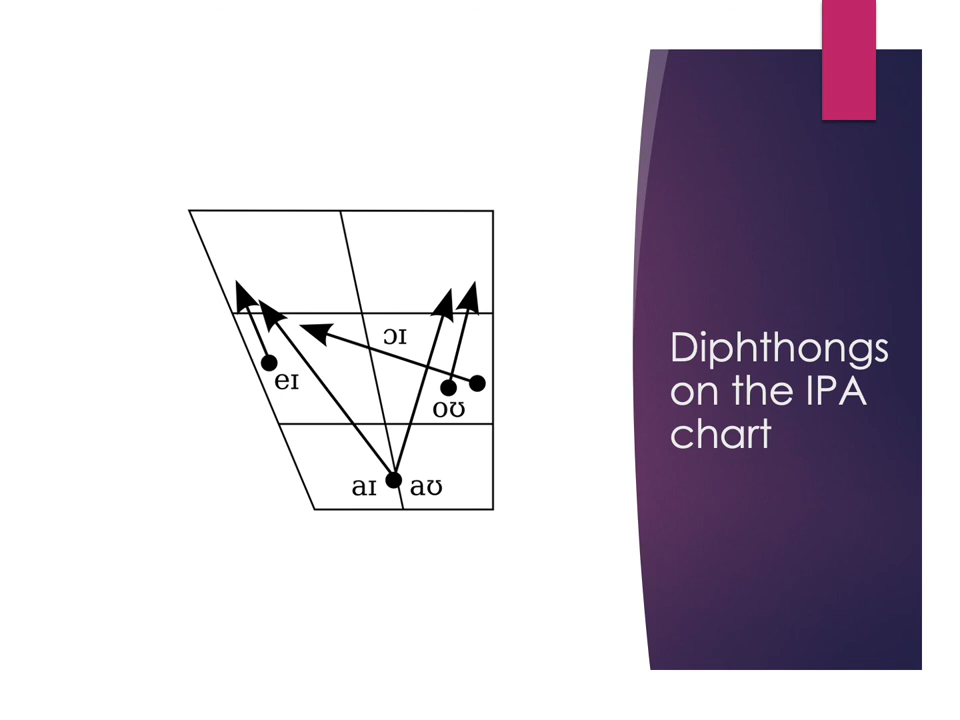 ɔɪ
eɪ
oʊ
aɪ aʊ
Diphthongs
on the IPA
chart